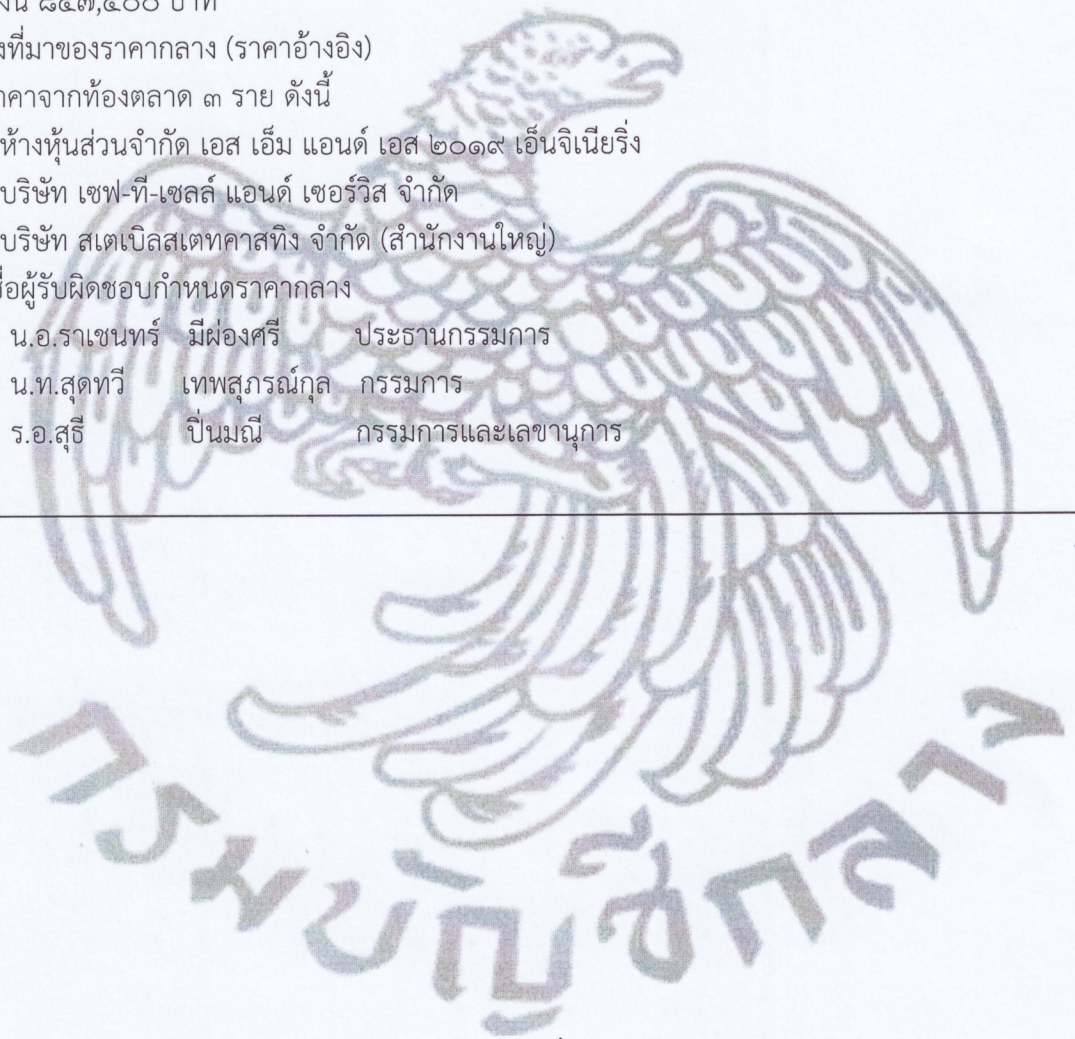 ๘๔๗,๔๐๐ บาท
ที่มาของราคากลาง (ราคาอ้างอิง)
ราคาจากท้องตลาด ๓ ราย ดังนี้
ห้างหุ้นส่วนจำกัด เอส เอ็ม แอนด์ เอส ๒๐๑๙ เอ็นจิเนียริ่ง
บริษัท เซฟ-ที-เซลล์ แอนด์ เซอร์วิส จำกัด
บริษัท สเตเบิลสเตทคาสทิง จำกัด (สำนักงานใหญ่)
ชื่อผู้รับผิดชอบกำหนดราคากลาง
น.อ.ราเชนทร์ มีผ่องศรี ประธานกรรมการ
น.ท.สุดทวี เทพสุภรณ์กุล กรรมการ
ร.อ.สุธี ปิ่นมณี กรรมการและเลขานุการ
กรมบัญชีกลาง